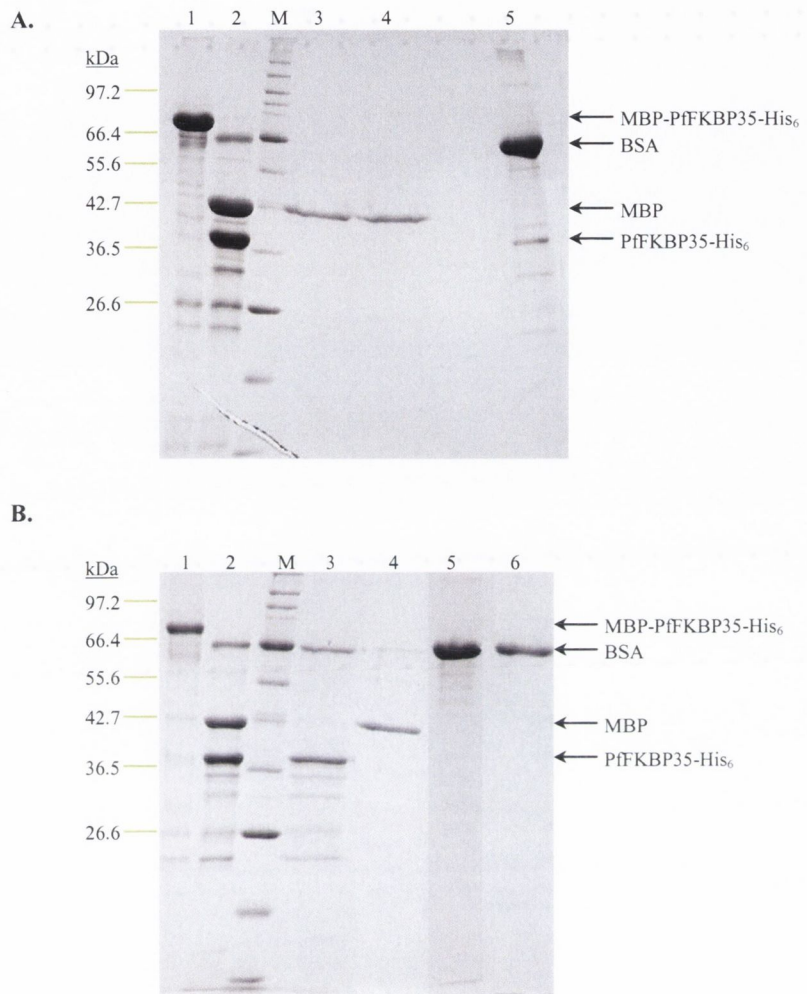 A.
1 2 M 3 4 5
kDa
97.2
66.4
55.6
42.7
36.5
26.6
MBP-PfFKBP35-His₆
BSA
MBP
PfFKBP35-His₆
B.
1 2 M 3 4 5 6
kDa
97.2
66.4
55.6
42.7
36.5
26.6
MBP-PfFKBP35-His₆
BSA
MBP
PfFKBP35-His₆